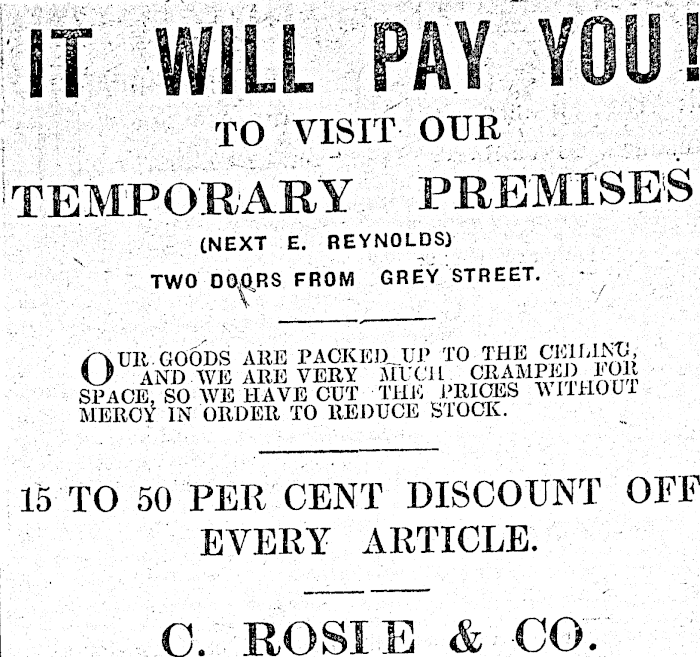 IT WILL PAY YOU!
TO VISIT OUR
TEMPORARY PREMISES
(NEXT E. REYNOLDS)
TWO DOORS FROM GREY STREET.
OUR GOODS ARE PACKED UP TO THE CEILING,
AND WE ARE VERY MUCH CRAMPED FOR
SPACE, SO WE HAVE CUT THE PRICES WITHOUT
MERCY IN ORDER TO REDUCE STOCK.
15 TO 50 PER CENT DISCOUNT OFF
EVERY ARTICLE.
C. ROSIE & CO.